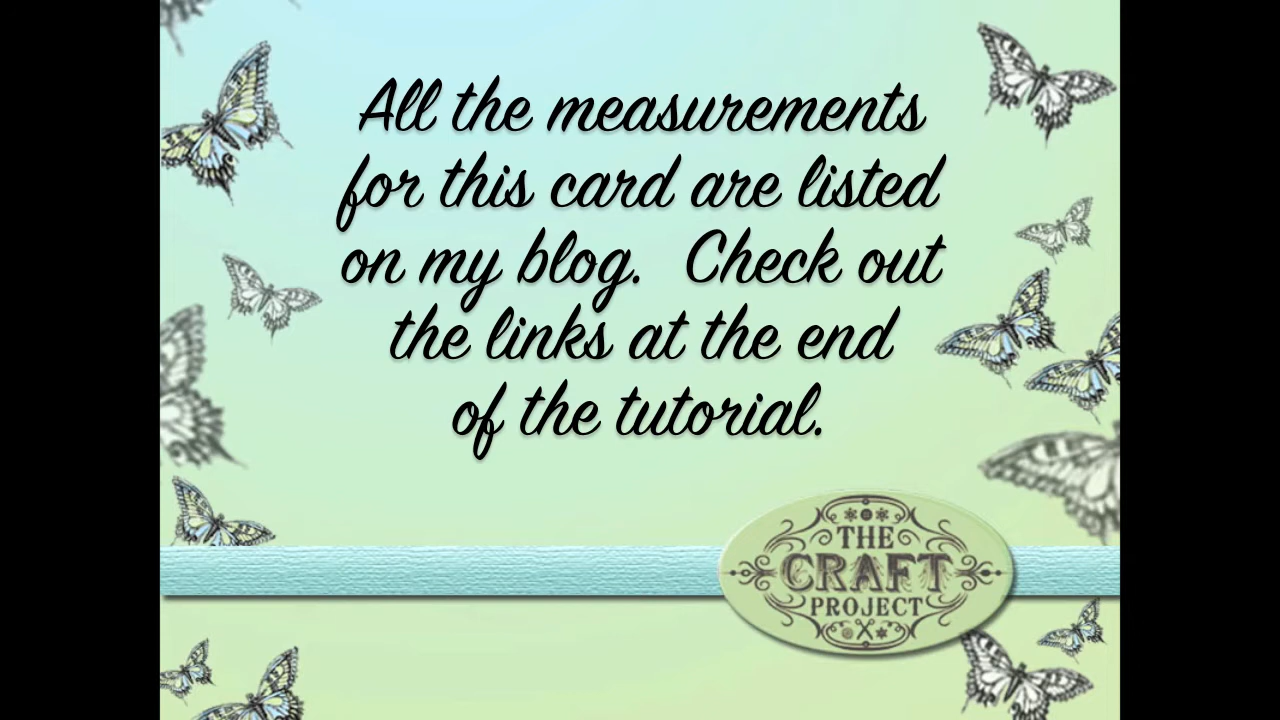 All the measurements
for this card are listed
on my blog.  Check out
the links at the end
of the tutorial.
THE
CRAFT
PROJECT